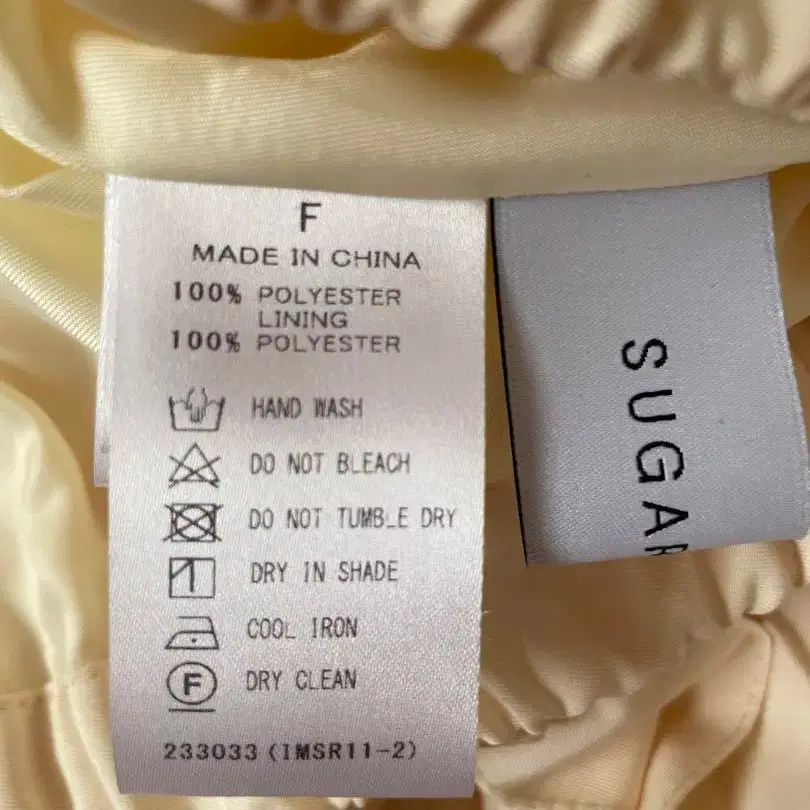 F
MADE IN CHINA
100% POLYESTER
LINING
100% POLYESTER
HAND WASH
DO NOT BLEACH
DO NOT TUMBLE DRY
DRY IN SHADE
COOL IRON
F DRY CLEAN
233033 (IMSR11-2)
SUGAR